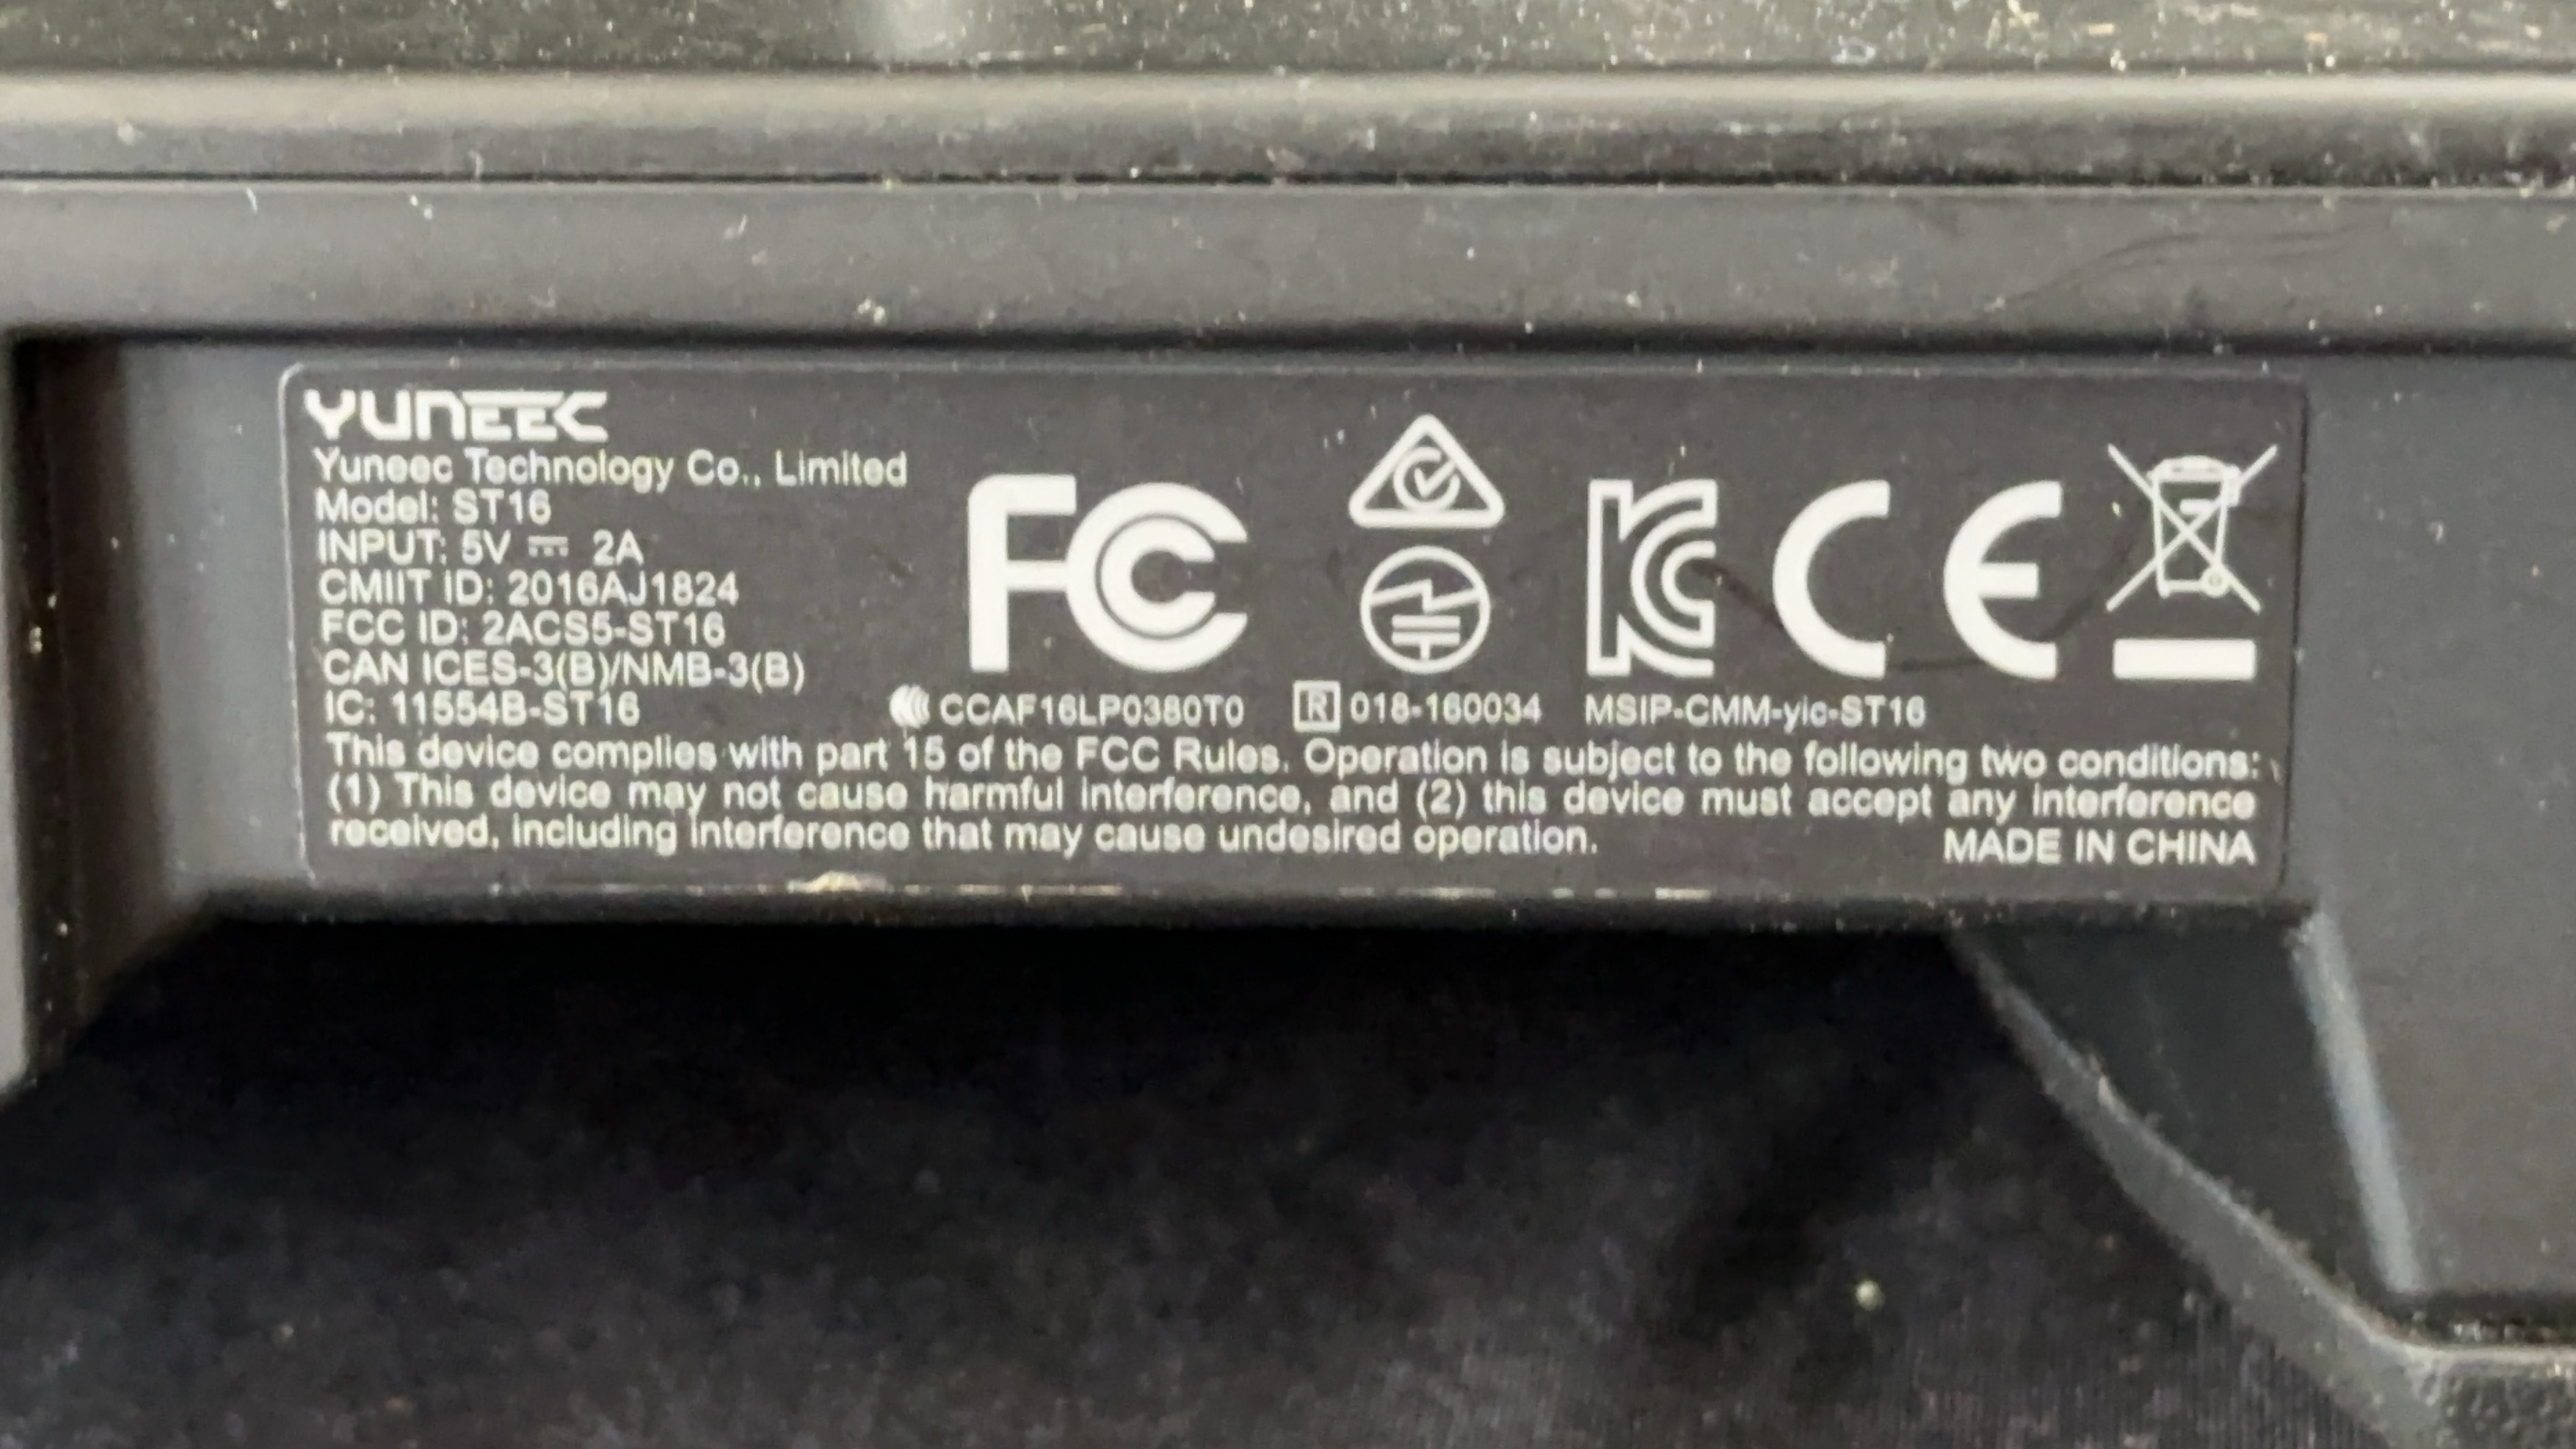 YUNEEC
Yuneec Technology Co., Limited
Model: ST16
INPUT: 5V ⎓ 2A
CMIIT ID: 2016AJ1824
FCC ID: 2ACS5-ST16
CAN ICES-3(B)/NMB-3(B)
IC: 11554B-ST16
FC
KC
CE
CCAF16LP0380T0
R 018-160034
MSIP-CMM-yic-ST16
This device complies with part 15 of the FCC Rules. Operation is subject to the following two conditions:
(1) This device may not cause harmful interference, and (2) this device must accept any interference
received, including interference that may cause undesired operation.
MADE IN CHINA